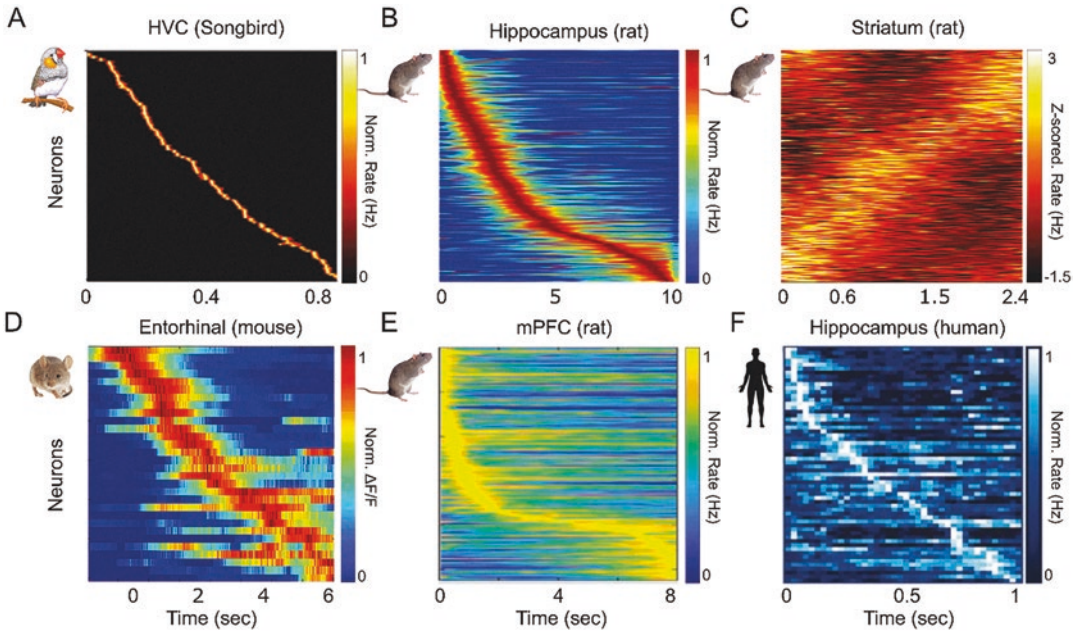 A
HVC (Songbird)
Neurons
1
Norm. Rate (Hz)
0
0 0.4 0.8
B
Hippocampus (rat)
1
Norm. Rate (Hz)
0
0 5 10
C
Striatum (rat)
3
Z-scored. Rate (Hz)
-1.5
0 0.6 1.5 2.4
D
Entorhinal (mouse)
Neurons
1
Norm. ΔF/F
0
0 2 4 6
Time (sec)
E
mPFC (rat)
1
Norm. Rate (Hz)
0
0 8
Time (sec)
F
Hippocampus (human)
1
Norm. Rate (Hz)
0
0 0.5 1
Time (sec)